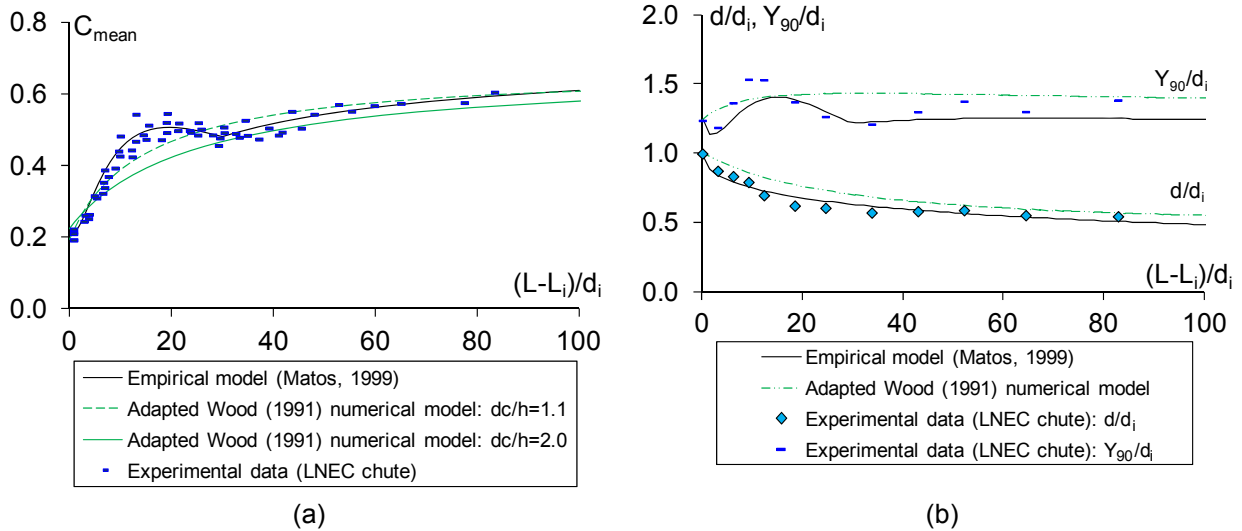 C_mean
0.8
0.6
0.4
0.2
0.0
0 20 40 60 80 100
(L-L_i)/d_i
Empirical model (Matos, 1999)
Adapted Wood (1991) numerical model: dc/h=1.1
Adapted Wood (1991) numerical model: dc/h=2.0
Experimental data (LNEC chute)
(a)
d/d_i, Y_90/d_i
2.0
1.5
1.0
0.5
0.0
Y_90/d_i
d/d_i
(L-L_i)/d_i
0 20 40 60 80 100
Empirical model (Matos, 1999)
Adapted Wood (1991) numerical model
Experimental data (LNEC chute): d/d_i
Experimental data (LNEC chute): Y_90/d_i
(b)